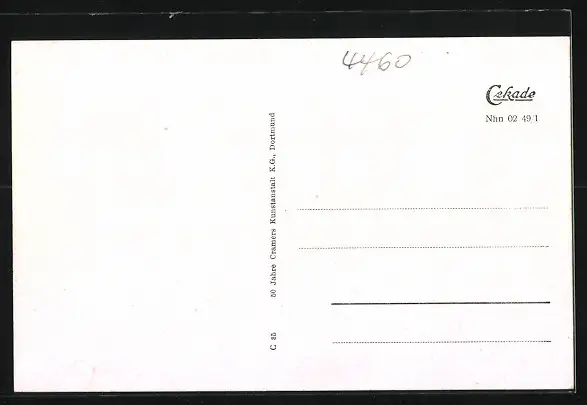 4460
Cekade
Nhn 02 49 1
C 85 50 Jahre Cramers Kunstanstalt K.G., Dortmund